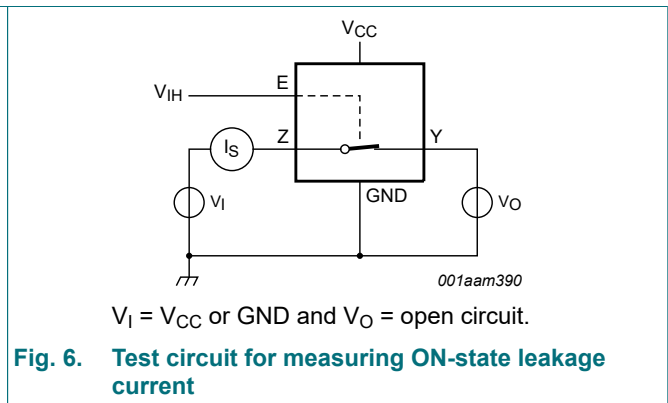 VCC
E
VIH
IS
Z
Y
VI
GND
VO
001aam390
VI = VCC or GND and VO = open circuit.
Fig. 6. Test circuit for measuring ON-state leakage
current